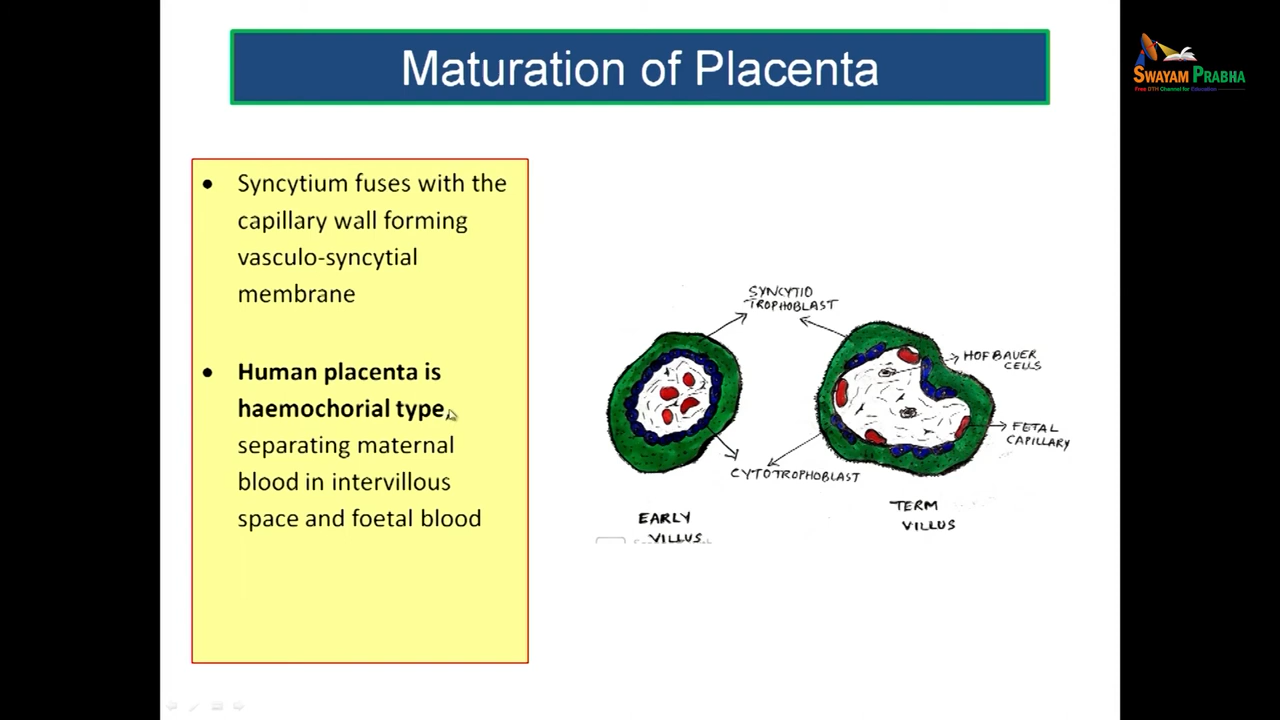 Maturation of Placenta
SWAYAM PRABHA
Free DTH Channel for Education
• Syncytium fuses with the
capillary wall forming
vasculo-syncytial
membrane
• Human placenta is
haemochorial type,
separating maternal
blood in intervillous
space and foetal blood
SYNCYTIO
TROPHOBLAST
HOFBAUER
CELLS
FETAL
CAPILLARY
CYTOTROPHOBLAST
EARLY
VILLUS
TERM
VILLUS